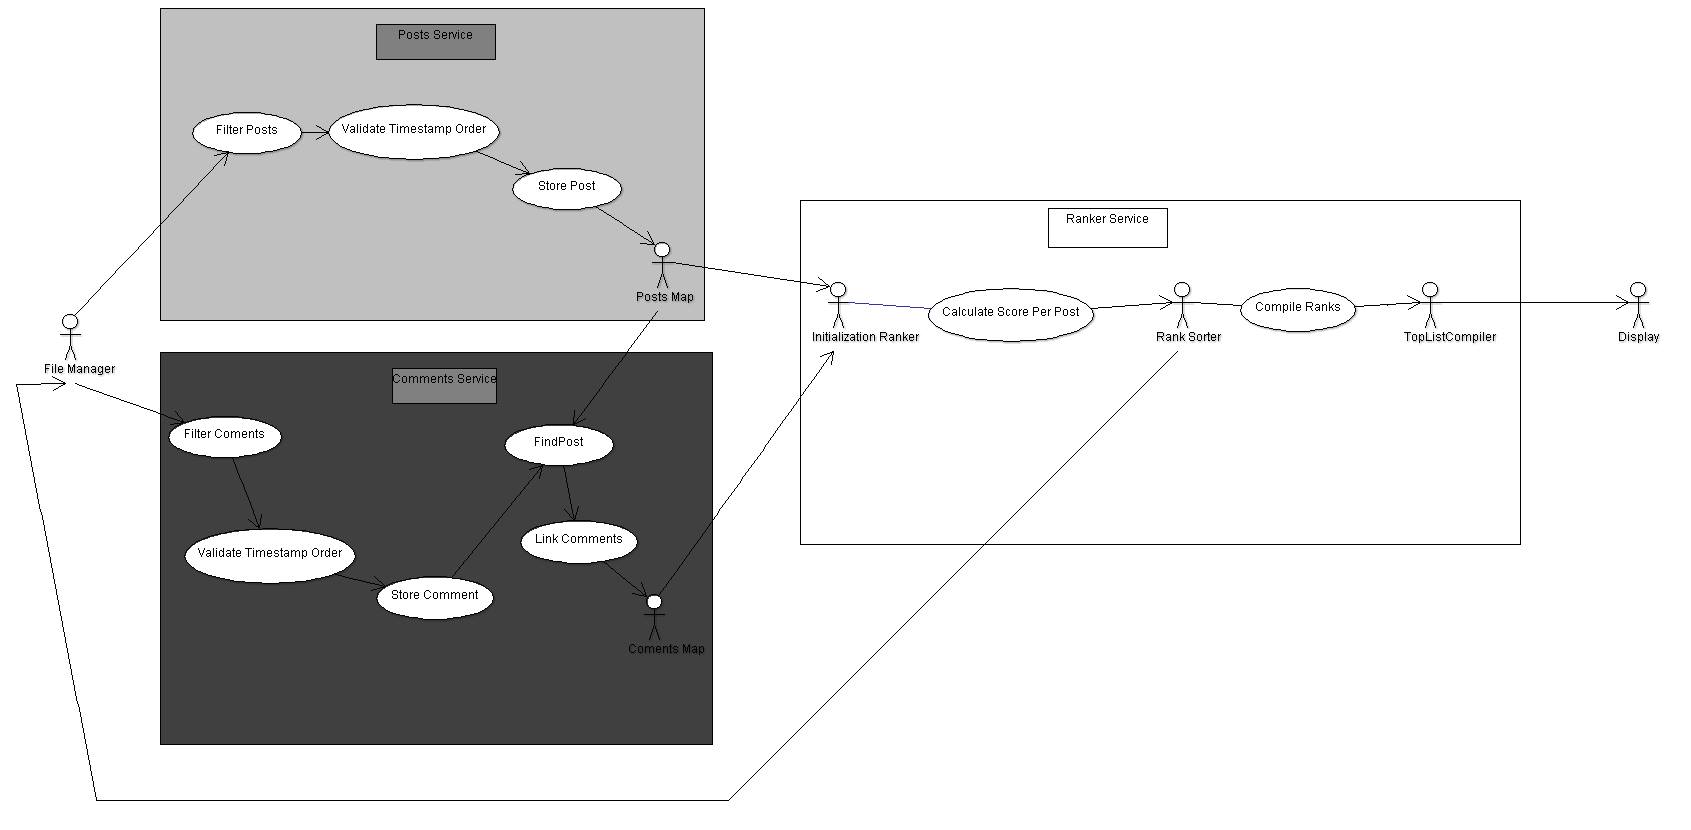 Posts Service
Filter Posts
Validate Timestamp Order
Store Post
Posts Map
File Manager
Comments Service
Filter Coments
FindPost
Validate Timestamp Order
Link Comments
Store Comment
Coments Map
Ranker Service
Initialization Ranker
Calculate Score Per Post
Rank Sorter
Compile Ranks
TopListCompiler
Display